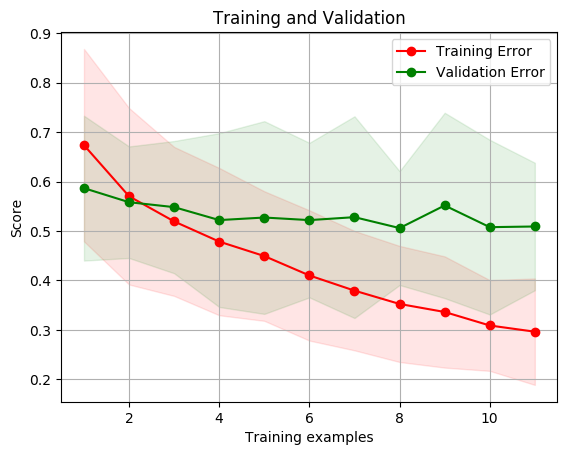 Training and Validation
Training Error
Validation Error
Score
0.9
0.8
0.7
0.6
0.5
0.4
0.3
0.2
2 4 6 8 10
Training examples